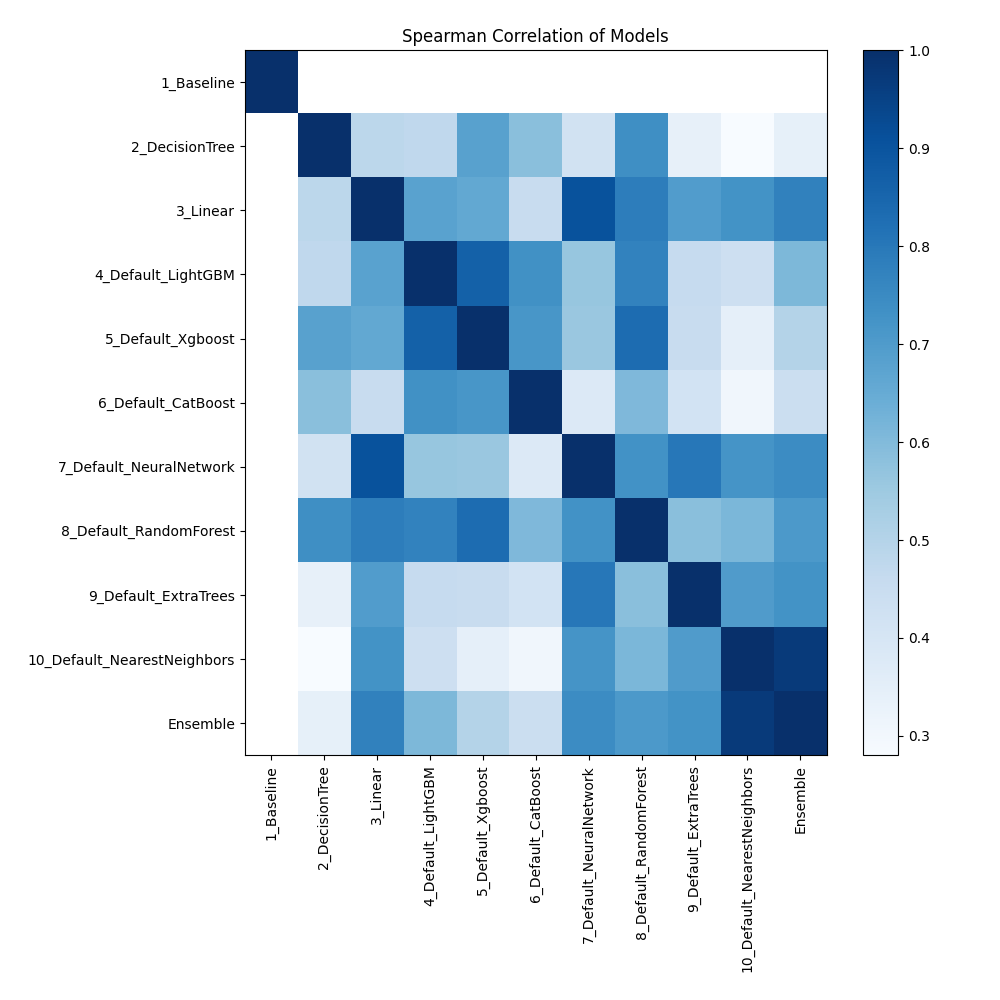 Spearman Correlation of Models
1_Baseline
2_DecisionTree
3_Linear
4_Default_LightGBM
5_Default_Xgboost
6_Default_CatBoost
7_Default_NeuralNetwork
8_Default_RandomForest
9_Default_ExtraTrees
10_Default_NearestNeighbors
Ensemble
1_Baseline
2_DecisionTree
3_Linear
4_Default_LightGBM
5_Default_Xgboost
6_Default_CatBoost
7_Default_NeuralNetwork
8_Default_RandomForest
9_Default_ExtraTrees
10_Default_NearestNeighbors
Ensemble
1.0
0.9
0.8
0.7
0.6
0.5
0.4
0.3